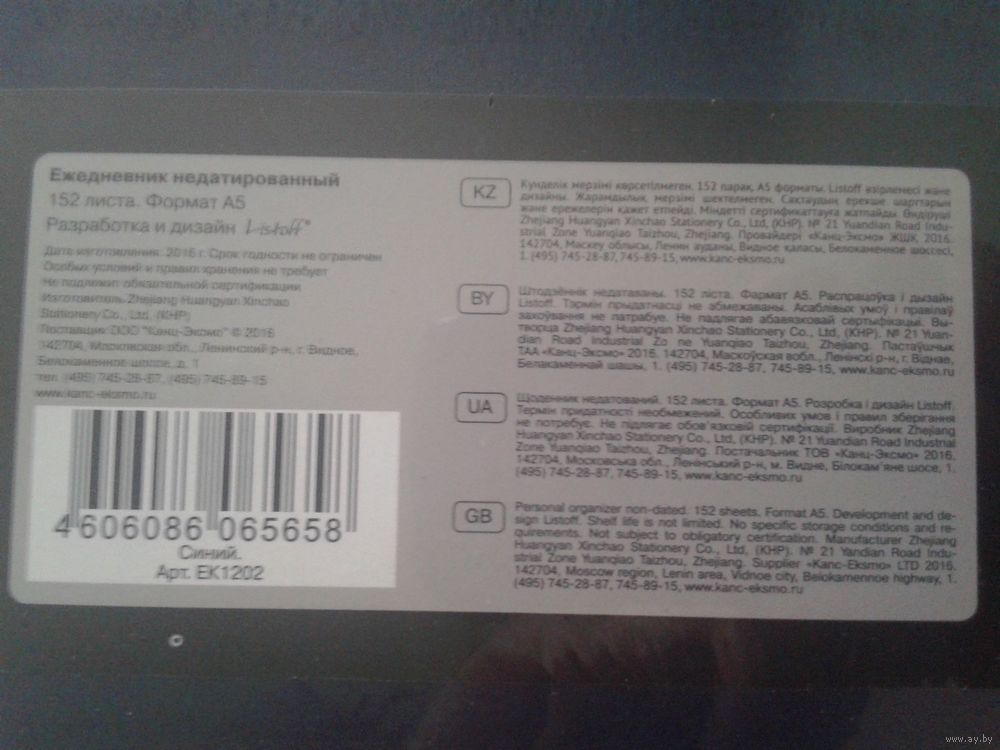 Ежедневник недатированный
152 листа. Формат А5
Разработка и дизайн Listoff®
Дата изготовления: 2016 г. Срок годности не ограничен
Особых условий и правил хранения не требует
Не подлежит обязательной сертификации
Изготовитель: Zhejiang Huangyan Xinchao
Stationery Co., Ltd, (КНР)
Поставщик: ООО "Канц-Эксмо" © 2016
142704, Московская обл., Ленинский р-н, г. Видное,
Белокаменное шоссе, д. 1
тел. (495) 745-28-87, (495) 745-89-15
www.kanc-eksmo.ru
4 606086 065658
Синий.
Арт. ЕК1202
KZ
Күнделік мерзімі көрсетілмеген. 152 парақ, А5 форматы. Listoff әзірленесі және
дизайны. Жарамдылық мерзімі шектелмеген. Сақтаудың ерекше шарттарын
және ережелерін қажет етпейді. Міндетті сертификаттауға жатпайды. Өндіруші
Zhejiang Huangyan Xinchao Stationery Co., Ltd, (КНР). № 21 Yuandian Road Indu-
strial Zone Yuanqiao Taizhou, Zhejiang. Провайдері «Канц-Эксмо» ЖШК, 2016.
142704, Маскеу облысы, Ленин ауданы, Видное қаласы, Белокаменное шоссесі,
1. (495) 745-28-87, 745-89-15, www.kanc-eksmo.ru
BY
Штодзённік недатаваны. 152 ліста. Фармат А5. Распрацоўка і дызайн
Listoff. Тэрмін прыдатнасці не абмежаваны. Асаблівых умоў і правілаў
захоўвання не патрабуе. Не падлягае абавязковай сертыфікацыі. Вы-
творца Zhejiang Huangyan Xinchao Stationery Co., Ltd, (КНР). № 21 Yuan-
dian Road Industrial Zo ne Yuanqiao Taizhou, Zhejiang. Пастаўшчык
ТАА «Канц-Эксмо» 2016. 142704, Маскоўская вобл., Ленінскі р-н, г. Віднае,
Белакаменнай шашы, 1. (495) 745-28-87, 745-89-15, www.kanc-eksmo.ru
UA
Щоденник недатований. 152 листа. Формат А5. Розробка і дизайн Listoff.
Термін придатності необмежений. Особливих умов і правил зберігання
не потребує. Не підлягає обов'язковій сертифікації. Виробник Zhejiang
Huangyan Xinchao Stationery Co., Ltd, (КНР). № 21 Yuandian Road Industrial
Zone Yuanqiao Taizhou, Zhejiang. Постачальник ТОВ «Канц-Эксмо» 2016.
142704, Московська обл., Ленінський р-н, м. Видне, Білокам'яне шосе, 1.
(495) 745-28-87, 745-89-15, www.kanc-eksmo.ru
GB
Personal organizer non-dated. 152 sheets. Format A5. Development and de-
sign Listoff. Shelf life is not limited. No specific storage conditions and re-
quirements. Not subject to obligatory certification. Manufacturer Zhejiang
Huangyan Xinchao Stationery Co., Ltd, (КНР). № 21 Yandian Road Indu-
strial Zone Yuanqiao Taizhou, Zhejiang. Supplier «Kanc-Eksmo» LTD 2016.
142704, Moscow region, Lenin area, Vidnoe city, Belokamennoe highway, 1.
(495) 745-28-87, 745-89-15, www.kanc-eksmo.ru
www.ay.by